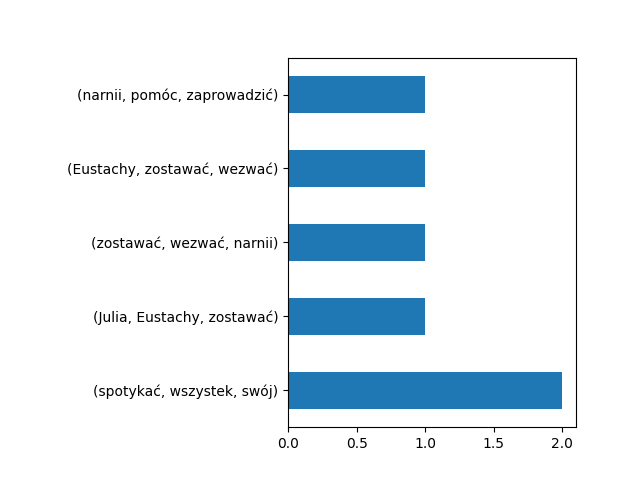 (narnii, pomóc, zaprowadzić)
(Eustachy, zostawać, wezwać)
(zostawać, wezwać, narnii)
(Julia, Eustachy, zostawać)
(spotykać, wszystek, swój)
0.0 0.5 1.0 1.5 2.0